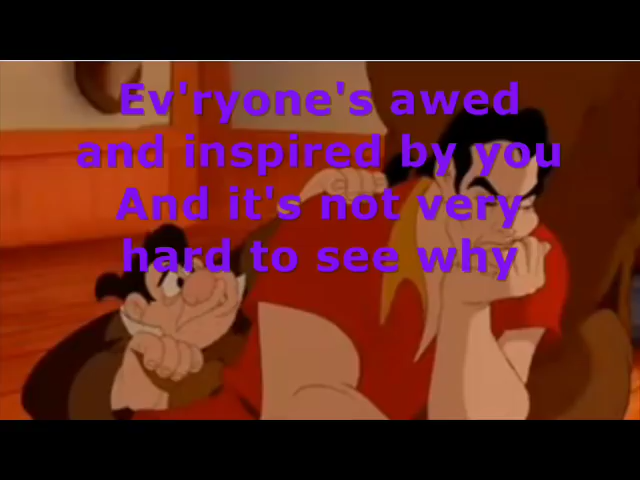 Ev'ryone's awed
and inspired by you
And it's not very
hard to see why